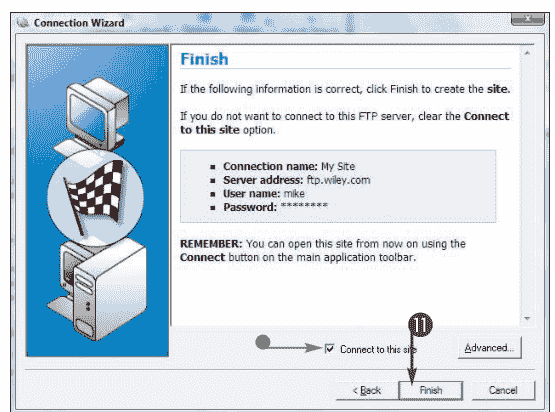 Connection Wizard
Finish
If the following information is correct, click Finish to create the site.
If you do not want to connect to this FTP server, clear the Connect
to this site option.
Connection name: My Site
Server address: ftp.wiley.com
User name: mike
Password: ********
REMEMBER: You can open this site from now on using the
Connect button on the main application toolbar.
11
Connect to this site
Advanced...
< Back
Finish
Cancel